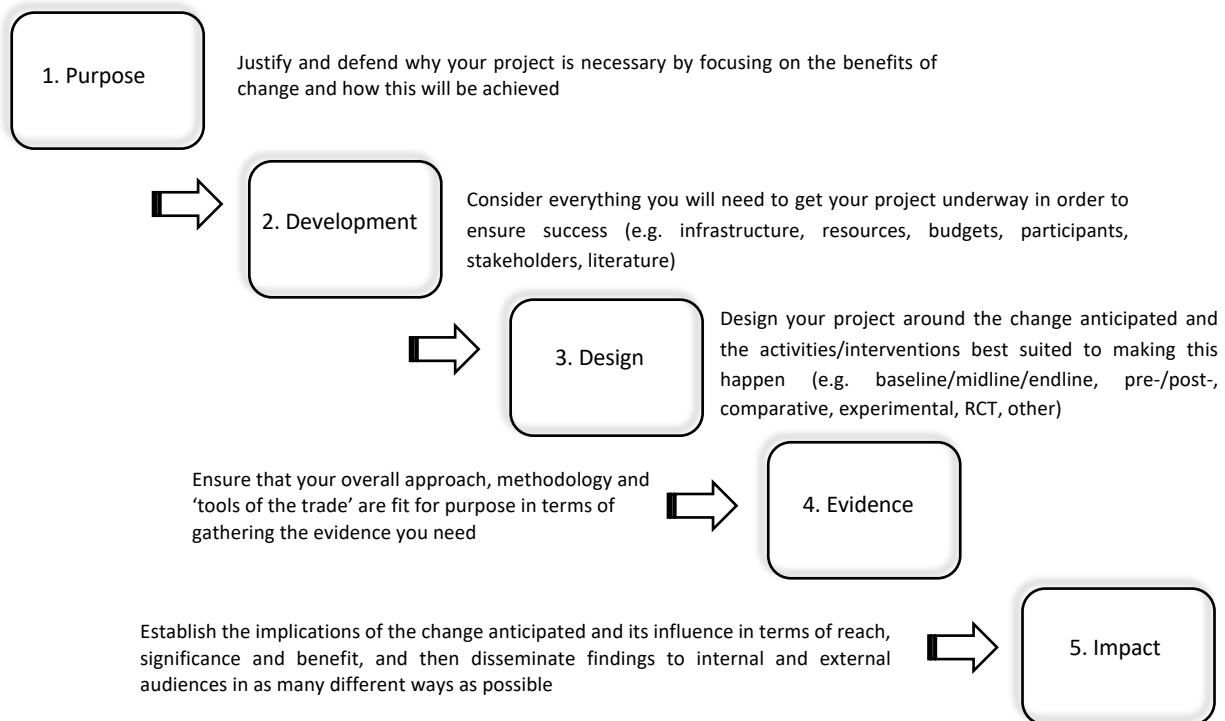 1. Purpose
Justify and defend why your project is necessary by focusing on the benefits of
change and how this will be achieved
2. Development
Consider everything you will need to get your project underway in order to
ensure success (e.g. infrastructure, resources, budgets, participants,
stakeholders, literature)
3. Design
Design your project around the change anticipated and
the activities/interventions best suited to making this
happen (e.g. baseline/midline/endline, pre-/post-,
comparative, experimental, RCT, other)
Ensure that your overall approach, methodology and
‘tools of the trade’ are fit for purpose in terms of
gathering the evidence you need
4. Evidence
Establish the implications of the change anticipated and its influence in terms of reach,
significance and benefit, and then disseminate findings to internal and external
audiences in as many different ways as possible
5. Impact